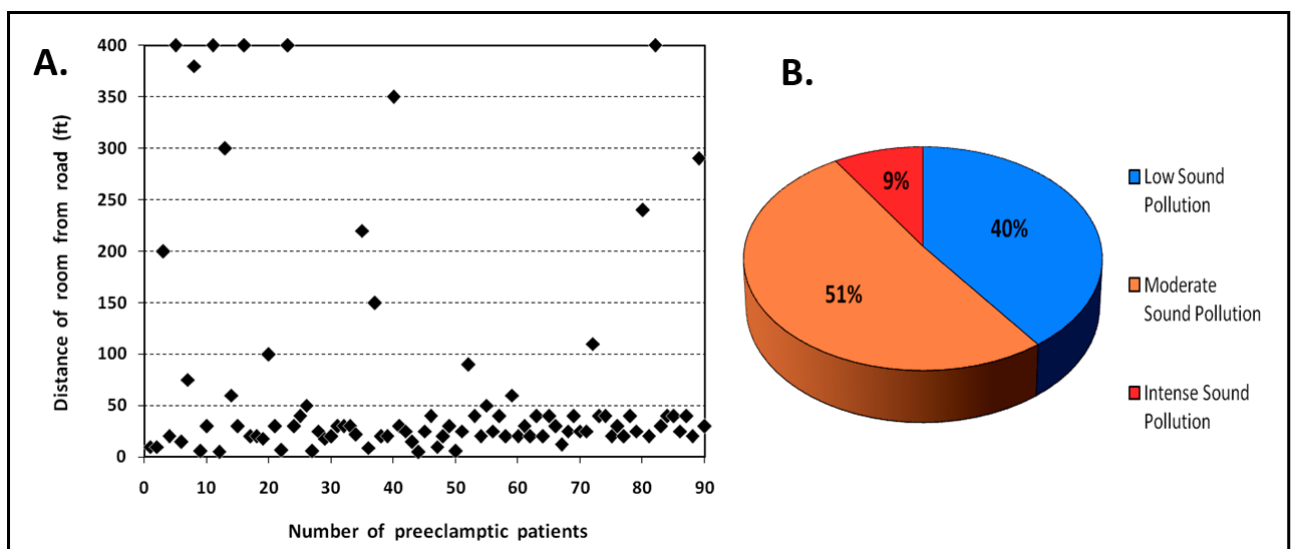 A.
Distance of room from road (ft)
400
350
300
250
200
150
100
50
0
0 10 20 30 40 50 60 70 80 90
Number of preeclamptic patients
B.
9%
40%
51%
Low Sound
Pollution
Moderate
Sound Pollution
Intense Sound
Pollution